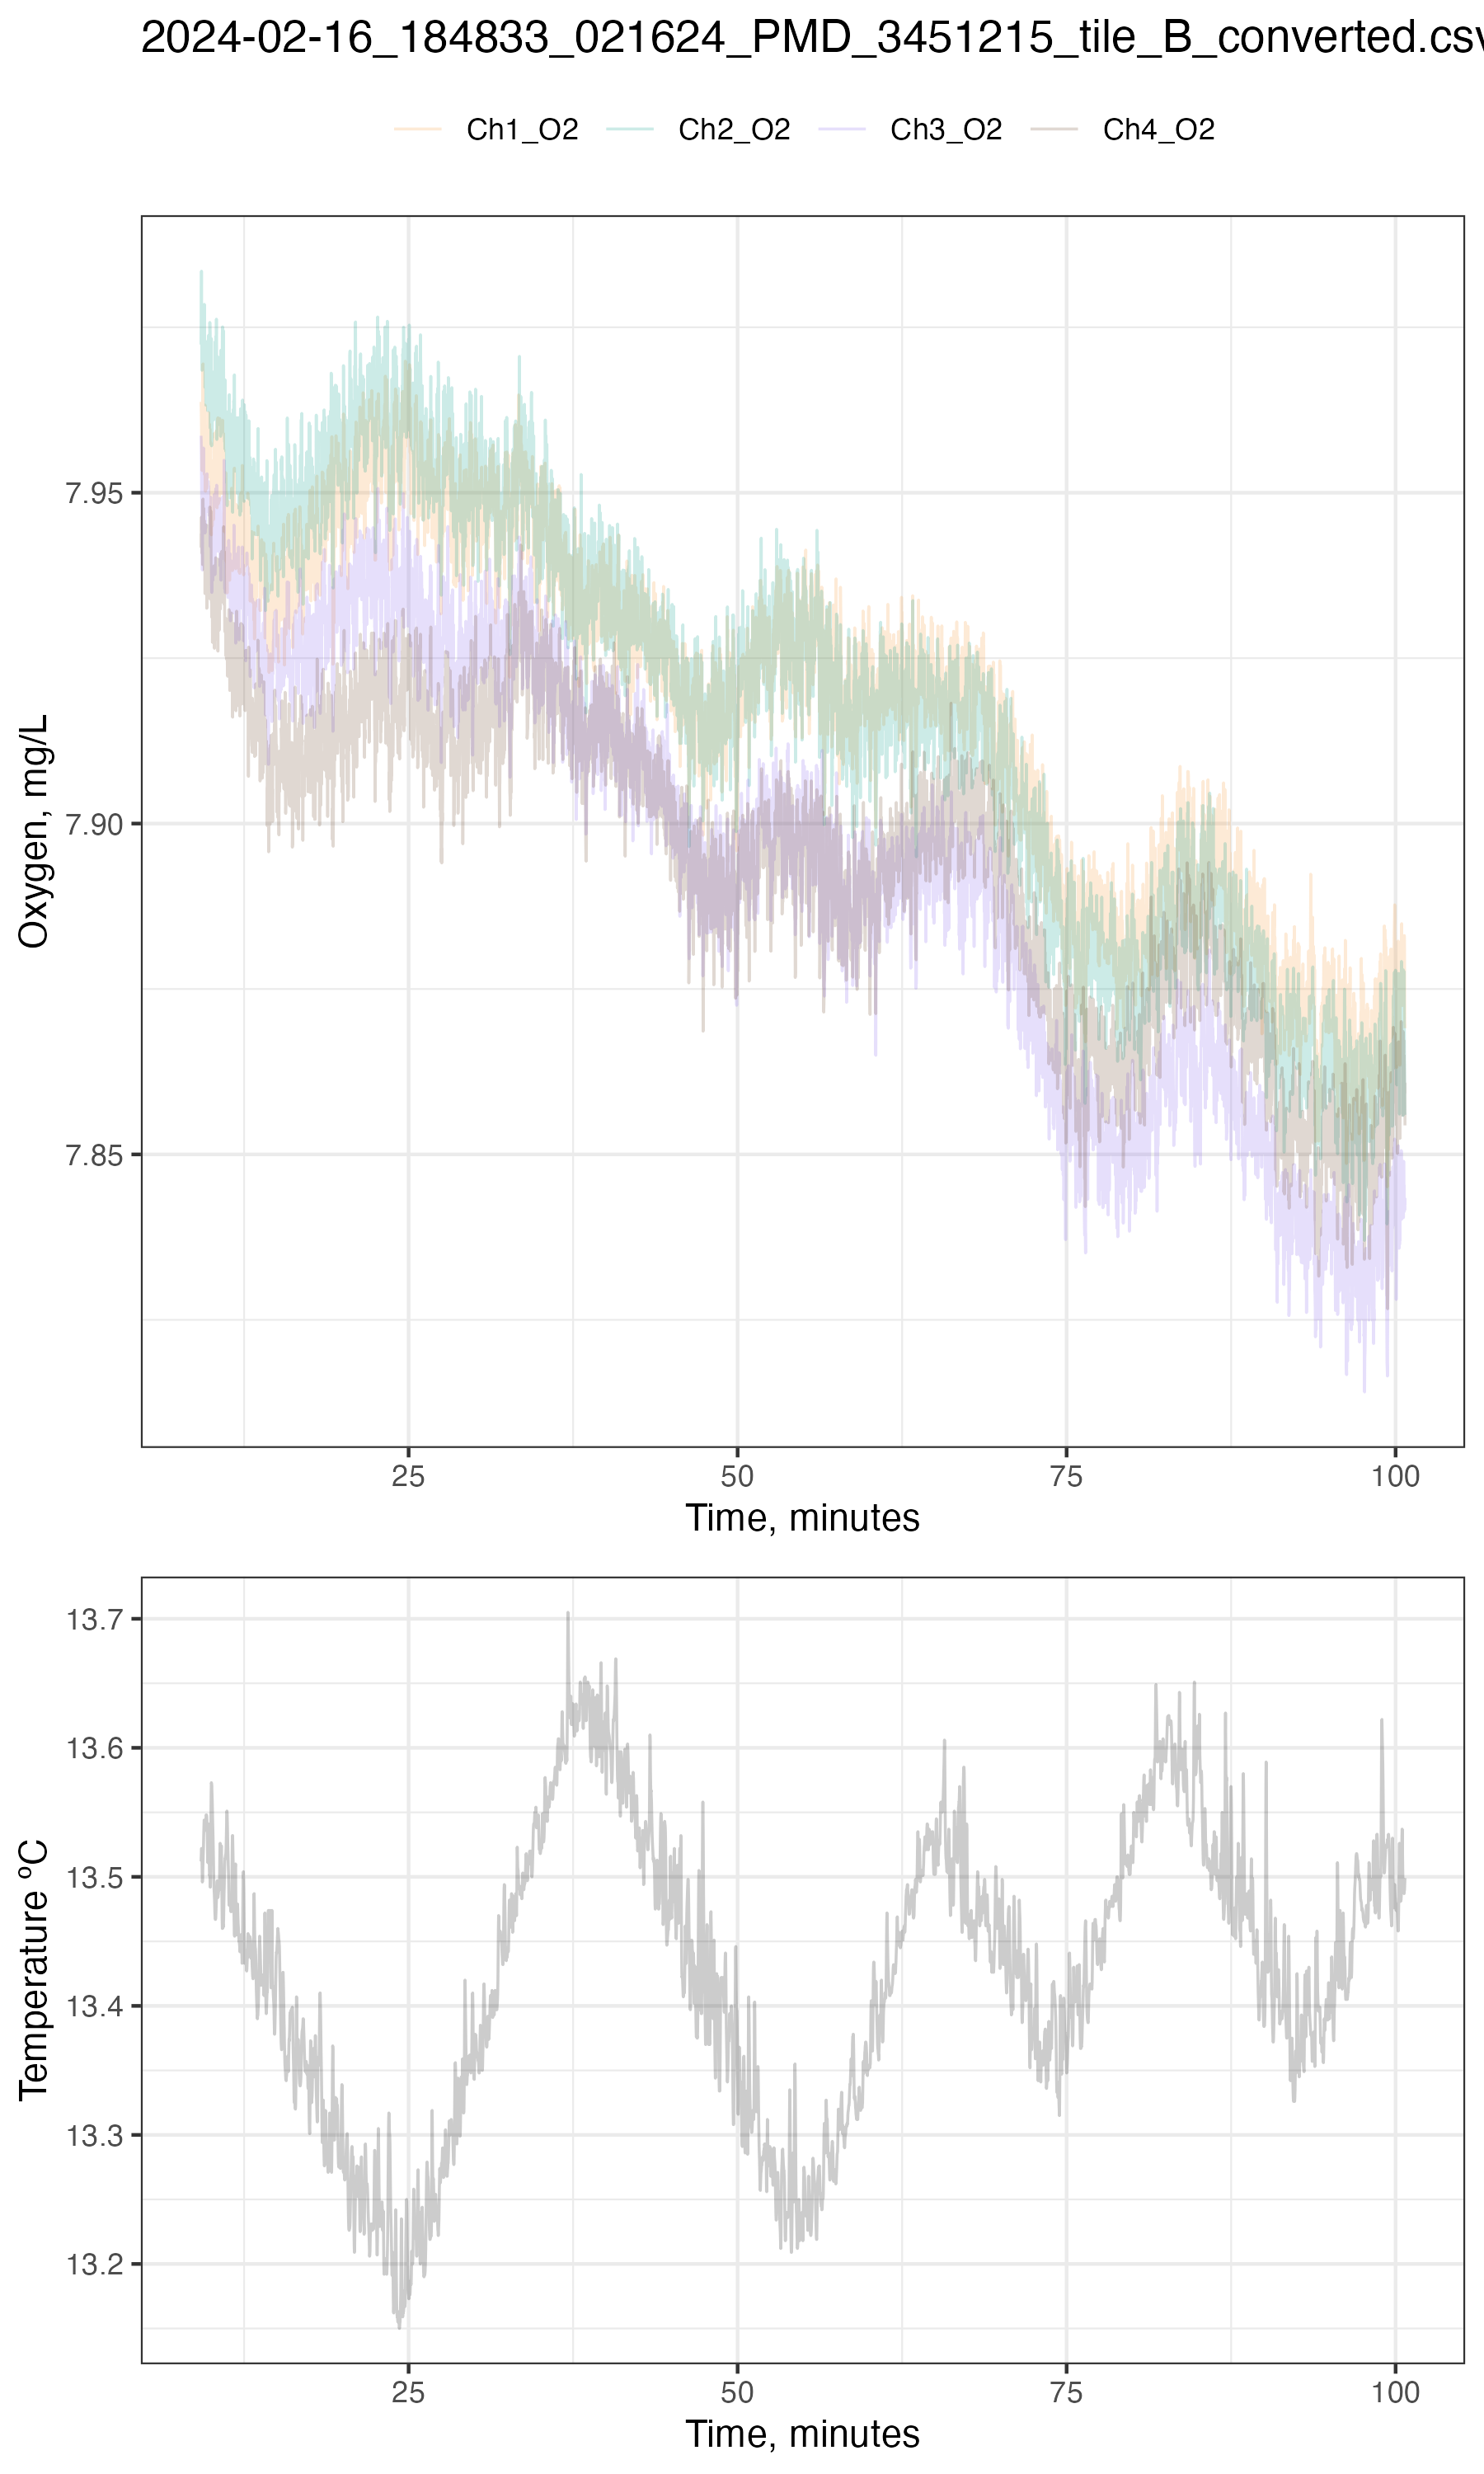 2024-02-16_184833_021624_PMD_3451215_tile_B_converted.csv
Ch1_O2 Ch2_O2 Ch3_O2 Ch4_O2
Oxygen, mg/L
7.95
7.90
7.85
25 50 75 100
Time, minutes
Temperature ºC
13.7
13.6
13.5
13.4
13.3
13.2
25 50 75 100
Time, minutes